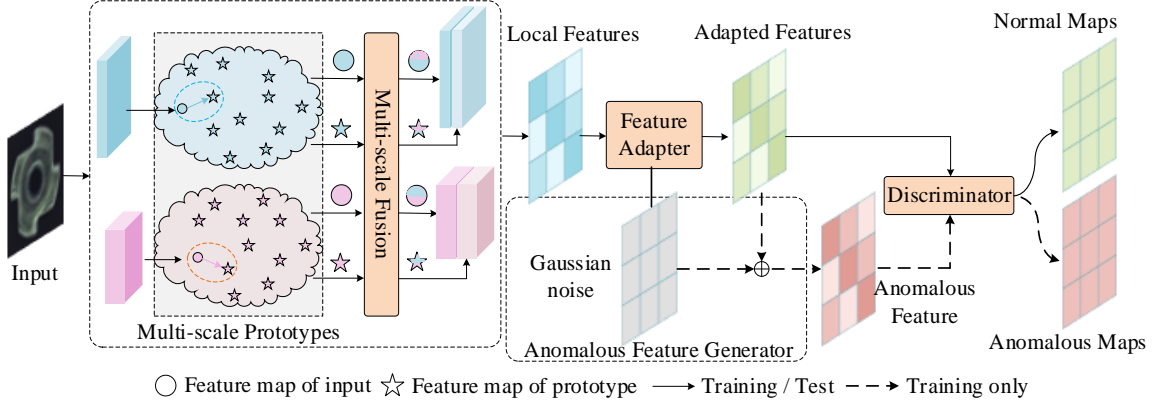 Normal Maps
Local Features
Adapted Features
Multi-scale Fusion
Feature
Adapter
Discriminator
Input
Gaussian
noise
Anomalous
Feature
Multi-scale Prototypes
Anomalous Feature Generator
Anomalous Maps
Feature map of input
Feature map of prototype
Training / Test
Training only